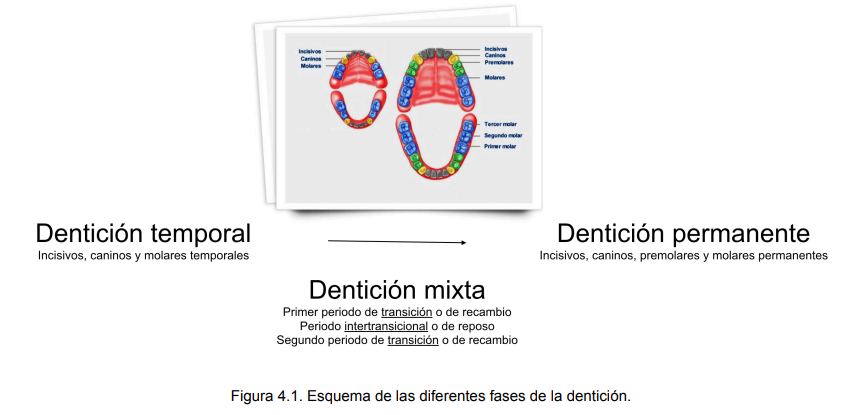 Incisivos
Caninos
Molares
Incisivos
Caninos
Premolares
Molares
Tercer molar
Segundo molar
Primer molar
Dentición temporal
Incisivos, caninos y molares temporales
Dentición permanente
Incisivos, caninos, premolares y molares permanentes
Dentición mixta
Primer periodo de transición o de recambio
Periodo intertransicional o de reposo
Segundo periodo de transición o de recambio
Figura 4.1. Esquema de las diferentes fases de la dentición.